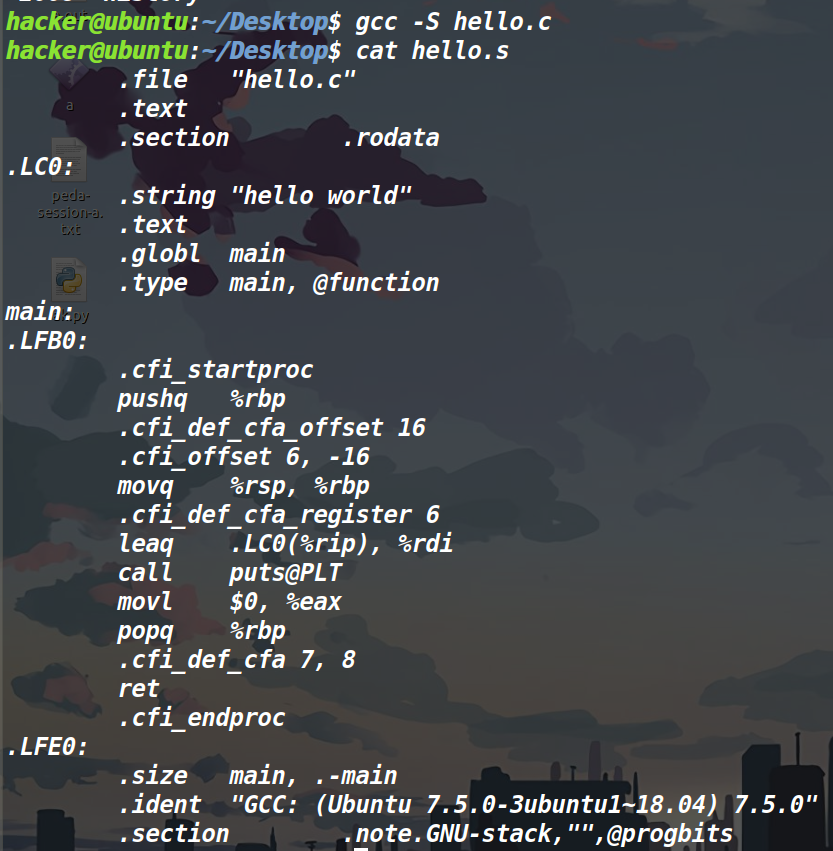 hacker@ubuntu:~/Desktop$ gcc -S hello.c
hacker@ubuntu:~/Desktop$ cat hello.s
.file "hello.c"
a
.text
.section .rodata
.LC0:
.string "hello world"
peda-
session-a.
txt
.text
.globl main
.type main, @function
main:
.LFB0:
.cfi_startproc
pushq %rbp
.cfi_def_cfa_offset 16
.cfi_offset 6, -16
movq %rsp, %rbp
.cfi_def_cfa_register 6
leaq .LC0(%rip), %rdi
call puts@PLT
movl $0, %eax
popq %rbp
.cfi_def_cfa 7, 8
ret
.cfi_endproc
.LFE0:
.size main, .-main
.ident "GCC: (Ubuntu 7.5.0-3ubuntu1~18.04) 7.5.0"
.section .note.GNU-stack,"",@progbits